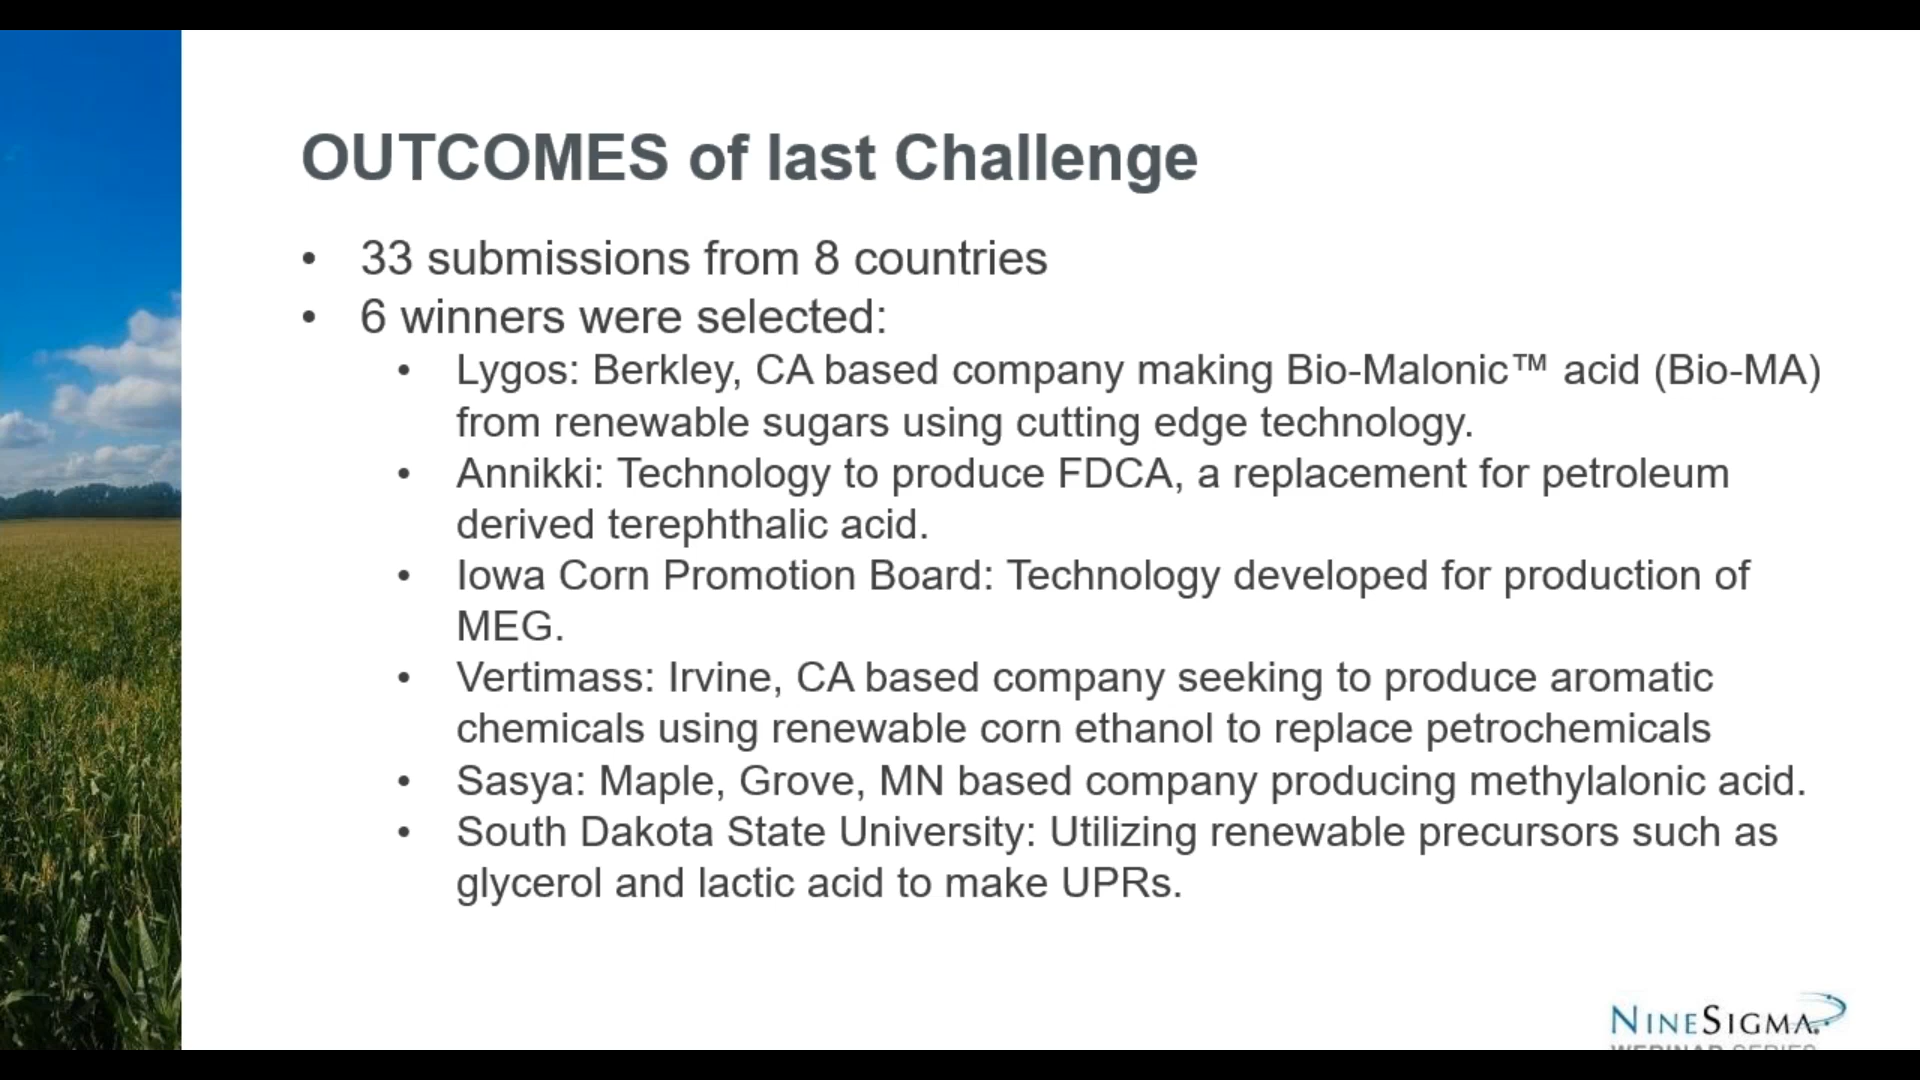 OUTCOMES of last Challenge
• 33 submissions from 8 countries
• 6 winners were selected:
• Lygos: Berkley, CA based company making Bio-Malonic™ acid (Bio-MA)
from renewable sugars using cutting edge technology.
• Annikki: Technology to produce FDCA, a replacement for petroleum
derived terephthalic acid.
• Iowa Corn Promotion Board: Technology developed for production of
MEG.
• Vertimass: Irvine, CA based company seeking to produce aromatic
chemicals using renewable corn ethanol to replace petrochemicals
• Sasya: Maple, Grove, MN based company producing methylalonic acid.
• South Dakota State University: Utilizing renewable precursors such as
glycerol and lactic acid to make UPRs.
NINESIGMA
WEBINAR SERIES